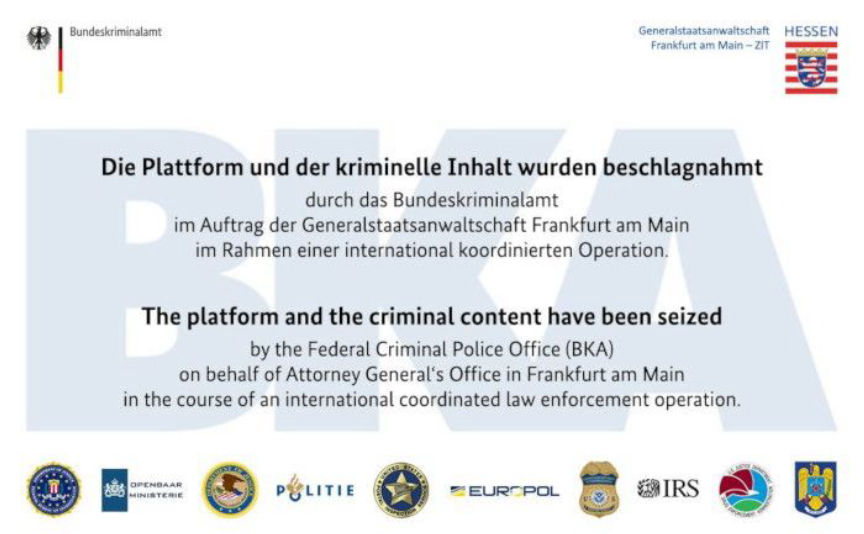 Bundeskriminalamt
Generalstaatsanwaltschaft
Frankfurt am Main – ZIT
HESSEN
BKA
Die Plattform und der kriminelle Inhalt wurden beschlagnahmt
durch das Bundeskriminalamt
im Auftrag der Generalstaatsanwaltschaft Frankfurt am Main
im Rahmen einer international koordinierten Operation.
The platform and the criminal content have been seized
by the Federal Criminal Police Office (BKA)
on behalf of Attorney General's Office in Frankfurt am Main
in the course of an international coordinated law enforcement operation.
OPENBAAR
MINISTERIE
POLITIE
EUROPOL
IRS